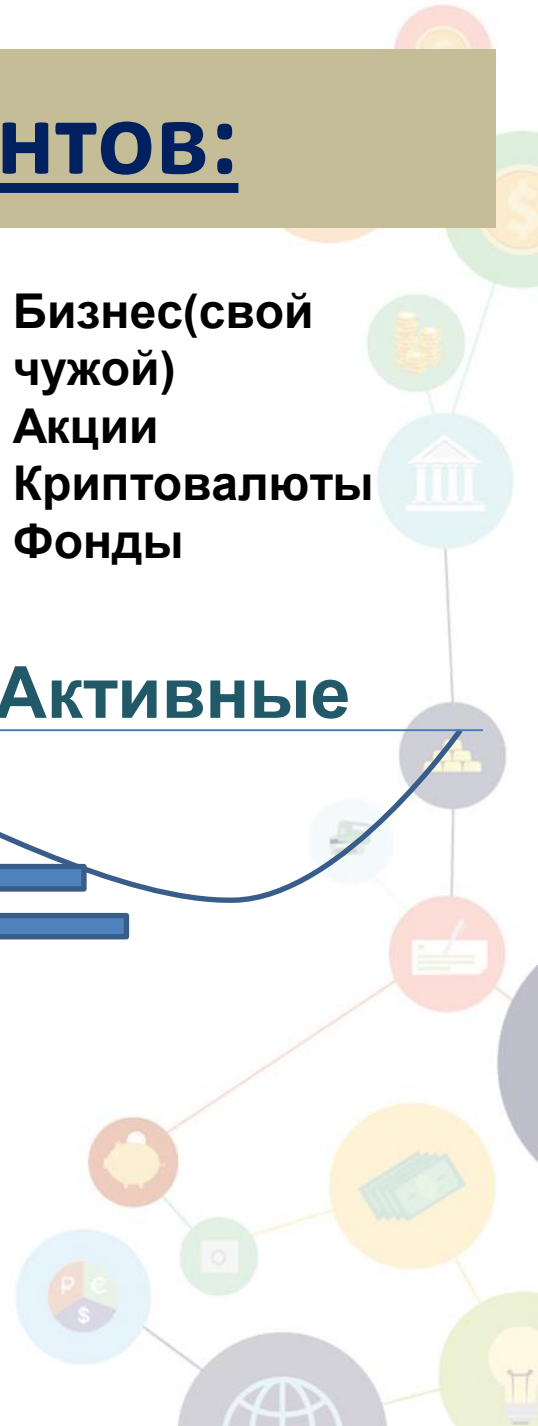 нтов:
Бизнес(свой
чужой)
Акции
Криптовалюты
Фонды
Активные